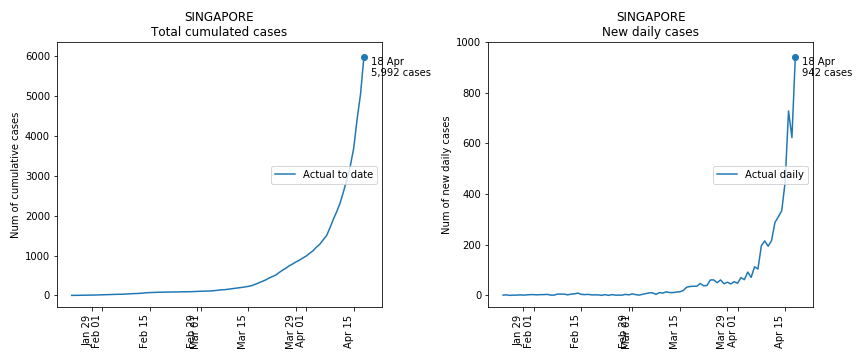 SINGAPORE
Total cumulated cases
Num of cumulative cases
6000
5000
4000
3000
2000
1000
0
18 Apr
5,992 cases
Actual to date
Jan 29
Feb 01
Feb 15
Feb 29
Mar 01
Mar 15
Mar 29
Apr 01
Apr 15
SINGAPORE
New daily cases
Num of new daily cases
1000
800
600
400
200
0
18 Apr
942 cases
Actual daily
Jan 29
Feb 01
Feb 15
Feb 29
Mar 01
Mar 15
Mar 29
Apr 01
Apr 15